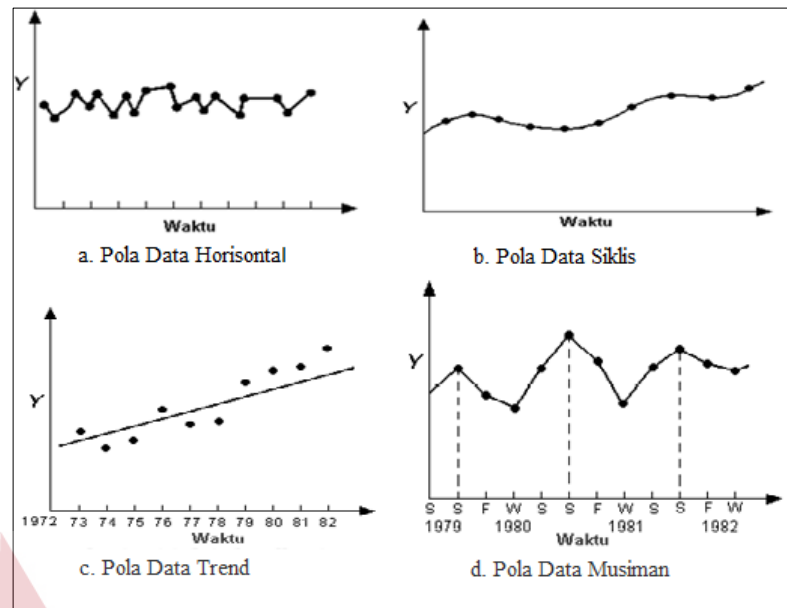 Y
Waktu
a. Pola Data Horisontal
Y
Waktu
b. Pola Data Siklis
Y
1972 73 74 75 76 77 78 79 80 81 82
Waktu
c. Pola Data Trend
Y
S S F W S S F W S S F W
1979 1980 1981 1982
Waktu
d. Pola Data Musiman